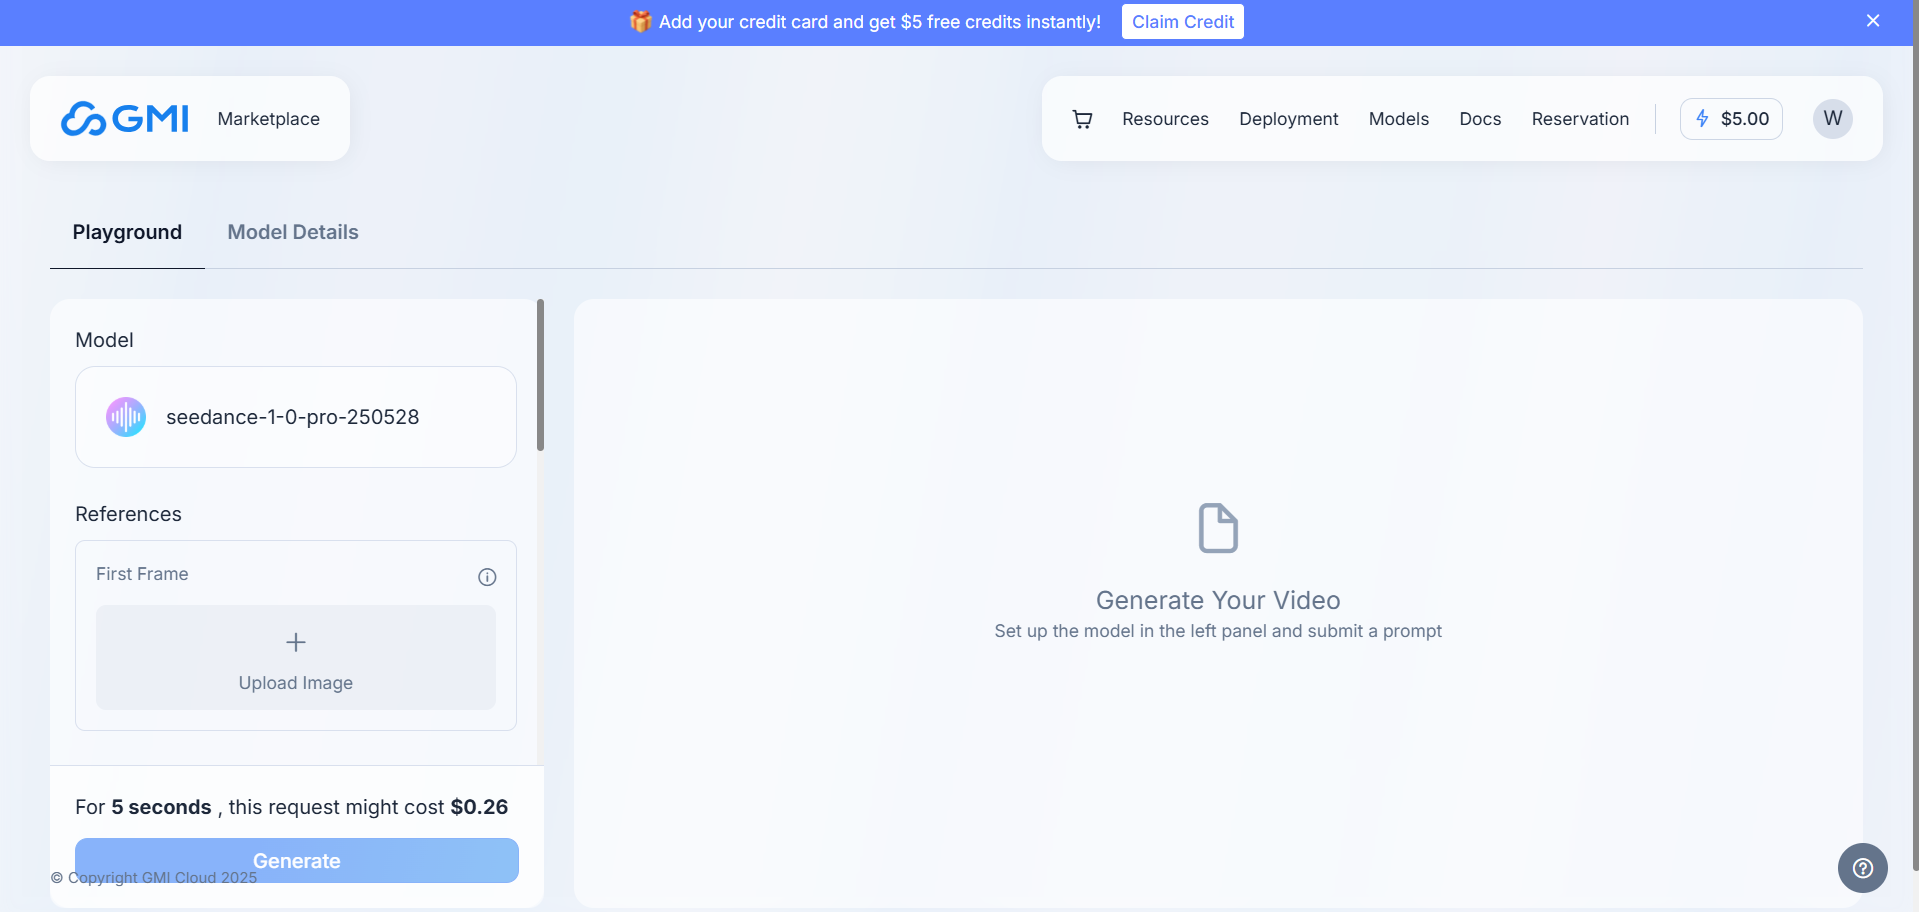 Add your credit card and get $5 free credits instantly! Claim Credit
GMI Marketplace Resources Deployment Models Docs Reservation $5.00 W
Playground Model Details
Model
seedance-1-0-pro-250528
References
First Frame
Upload Image
Generate Your Video
Set up the model in the left panel and submit a prompt
For 5 seconds , this request might cost $0.26
Generate
© Copyright GMI Cloud 2025